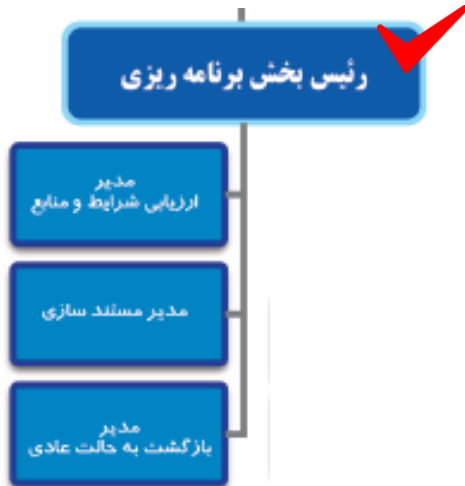 رئیس بخش برنامه ریزی
مدیر
ارزیابی شرایط و منابع
مدیر مستند سازی
مدیر
بازگشت به حالت عادی